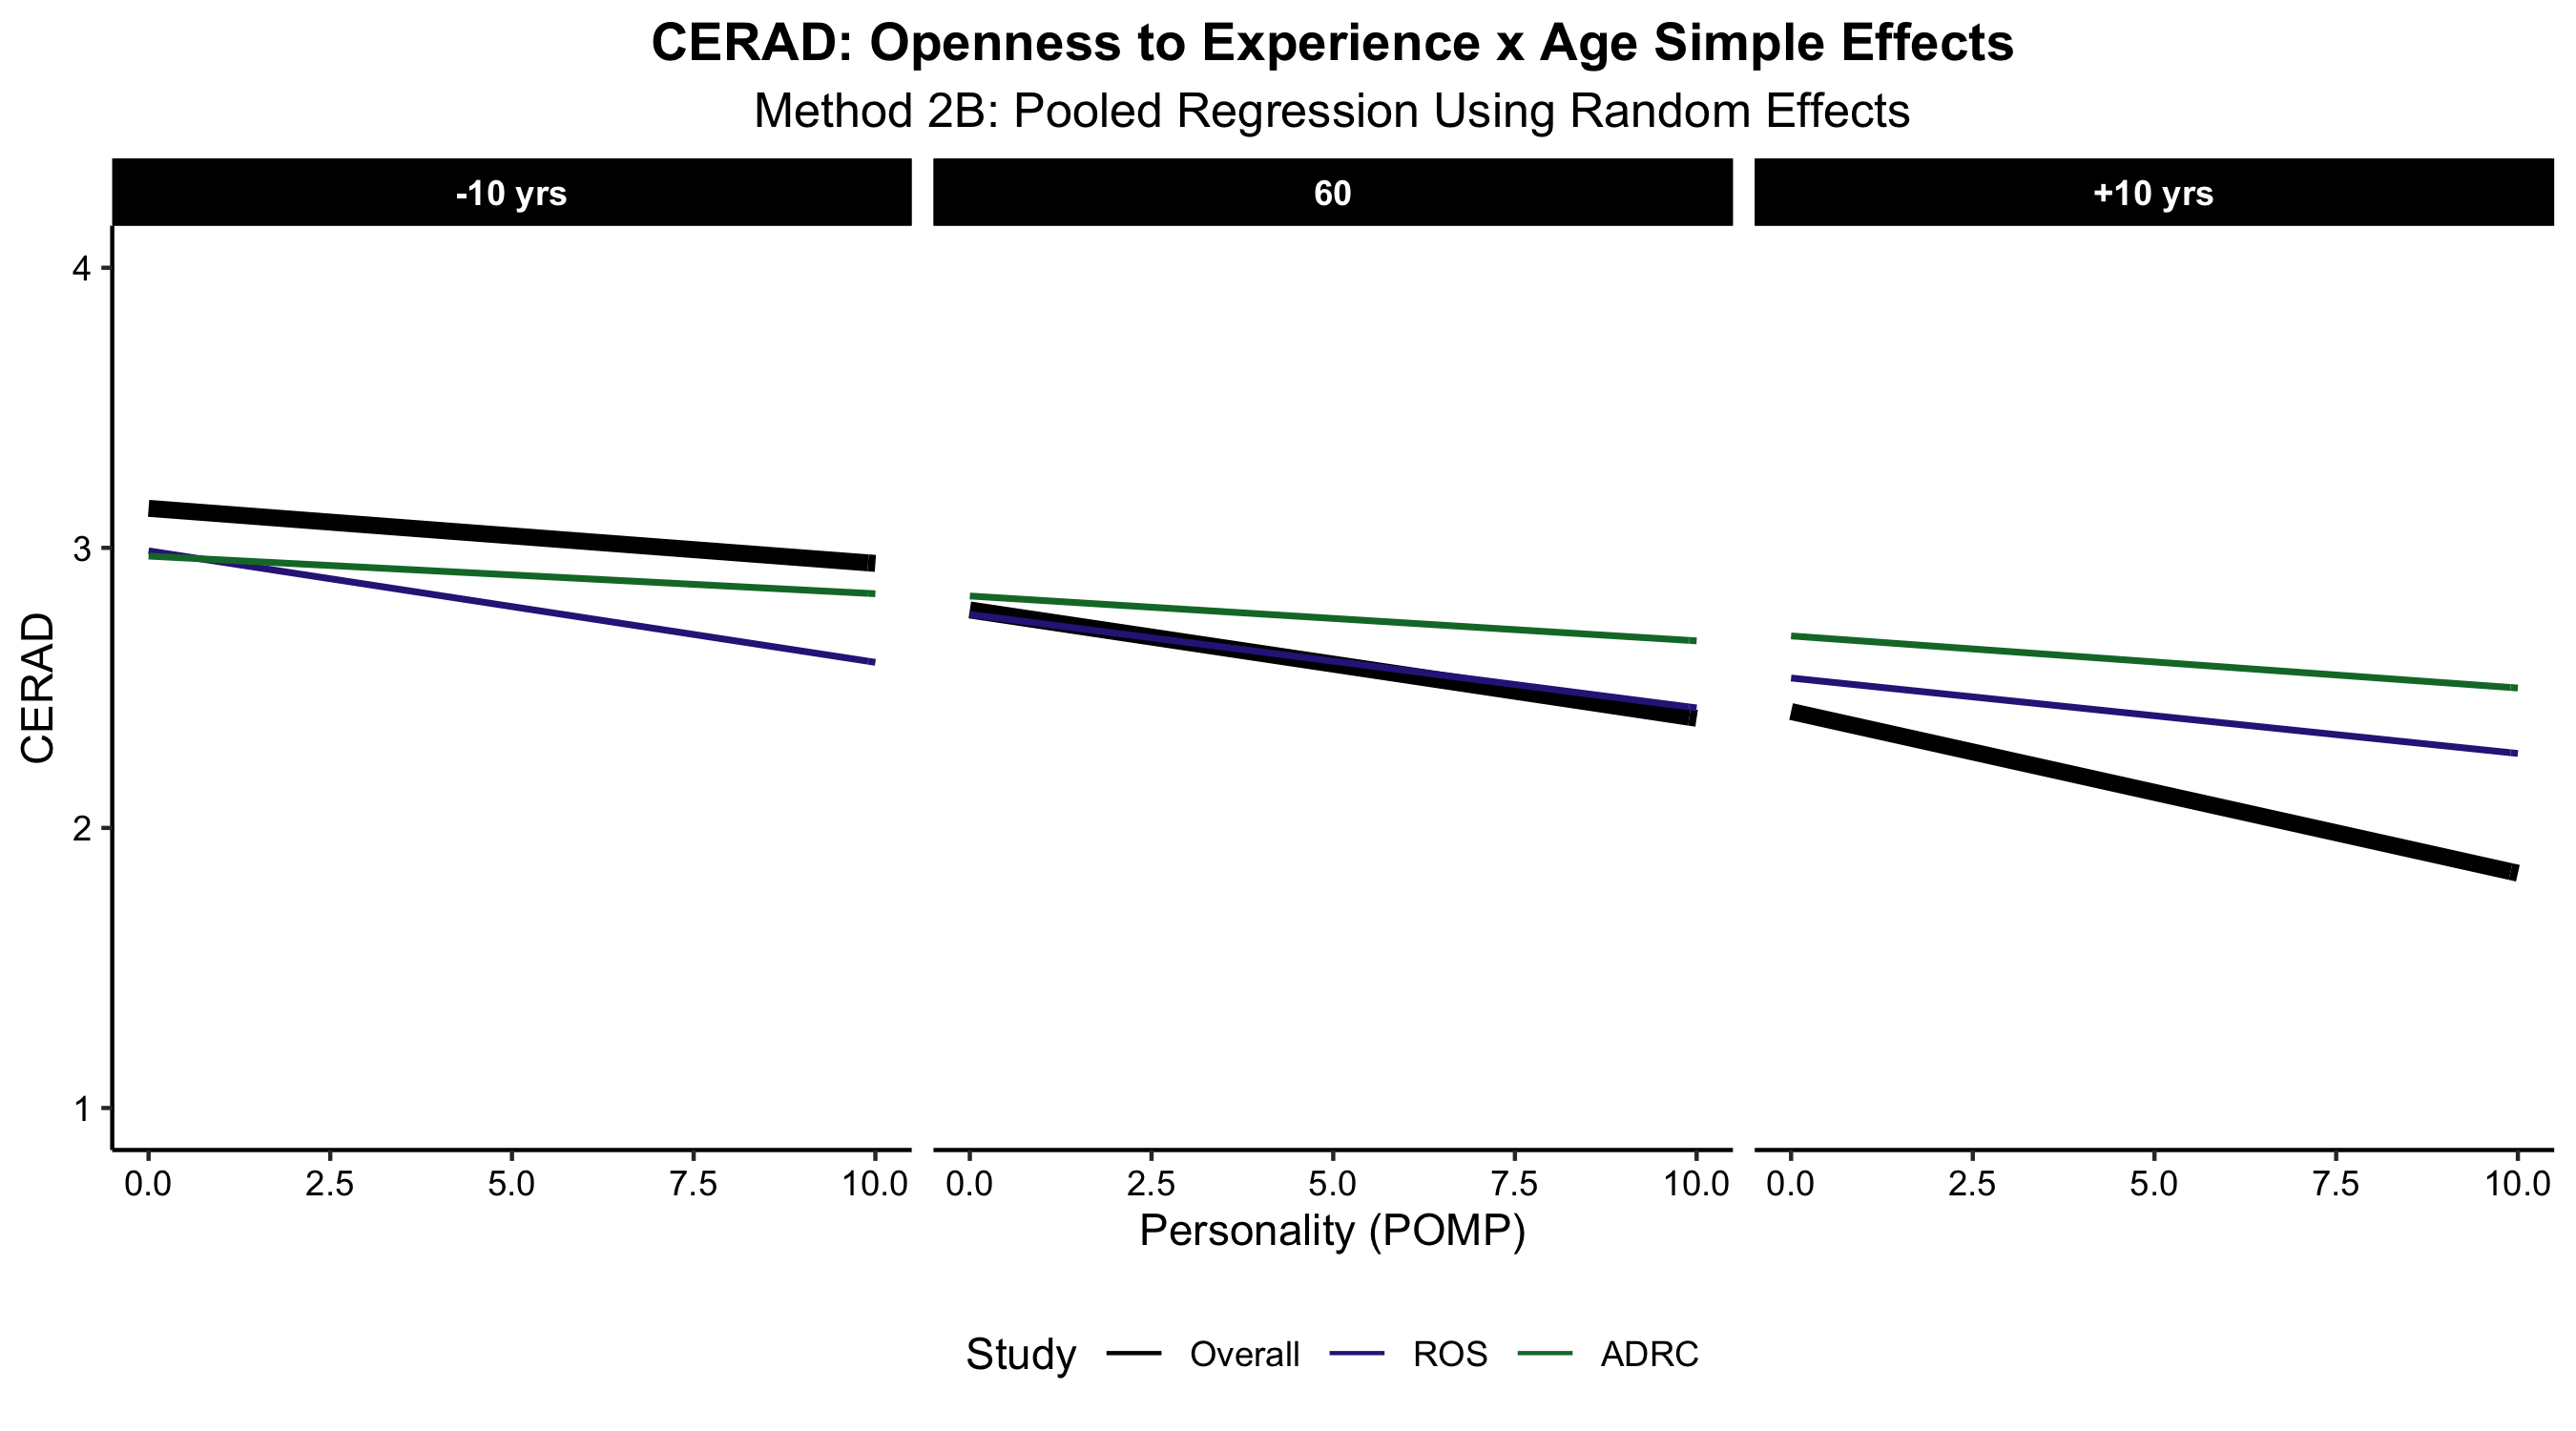 CERAD: Openness to Experience x Age Simple Effects
Method 2B: Pooled Regression Using Random Effects
-10 yrs 60 +10 yrs
4
3
2
1
CERAD
0.0 2.5 5.0 7.5 10.0 0.0 2.5 5.0 7.5 10.0 0.0 2.5 5.0 7.5 10.0
Personality (POMP)
Study Overall ROS ADRC